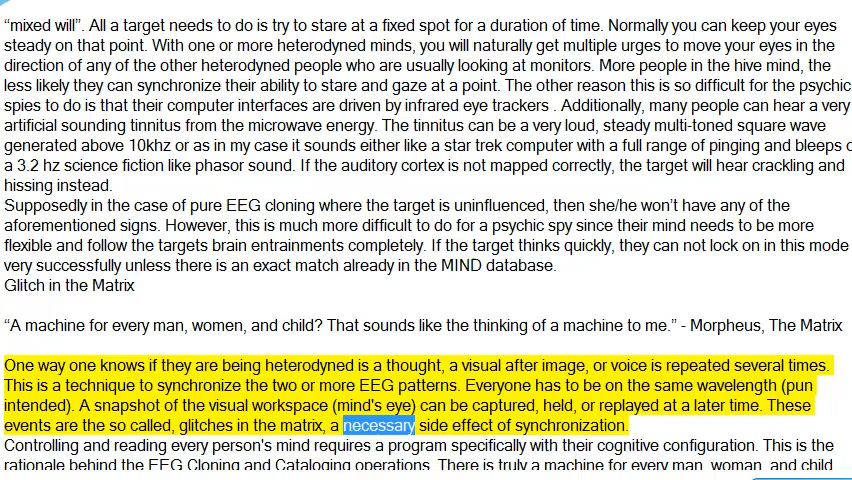 “mixed will”. All a target needs to do is try to stare at a fixed spot for a duration of time. Normally you can keep your eyes
steady on that point. With one or more heterodyned minds, you will naturally get multiple urges to move your eyes in the
direction of any of the other heterodyned people who are usually looking at monitors. More people in the hive mind, the
less likely they can synchronize their ability to stare and gaze at a point. The other reason this is so difficult for the psychic
spies to do is that their computer interfaces are driven by infrared eye trackers . Additionally, many people can hear a very
artificial sounding tinnitus from the microwave energy. The tinnitus can be a very loud, steady multi-toned square wave
generated above 10khz or as in my case it sounds either like a star trek computer with a full range of pinging and bleeps
a 3.2 hz science fiction like phasor sound. If the auditory cortex is not mapped correctly, the target will hear crackling and
hissing instead.
Supposedly in the case of pure EEG cloning where the target is uninfluenced, then she/he won’t have any of the
aforementioned signs. However, this is much more difficult to do for a psychic spy since their mind needs to be more
flexible and follow the targets brain entrainments completely. If the target thinks quickly, they can not lock on in this mode
very successfully unless there is an exact match already in the MIND database.
Glitch in the Matrix
“A machine for every man, women, and child? That sounds like the thinking of a machine to me.” - Morpheus, The Matrix
One way one knows if they are being heterodyned is a thought, a visual after image, or voice is repeated several times.
This is a technique to synchronize the two or more EEG patterns. Everyone has to be on the same wavelength (pun
intended). A snapshot of the visual workspace (mind's eye) can be captured, held, or replayed at a later time. These
events are the so called, glitches in the matrix, a necessary side effect of synchronization.
Controlling and reading every person's mind requires a program specifically with their cognitive configuration. This is the
rationale behind the EEG Cloning and Cataloging operations. There is truly a machine for every man, woman, and child